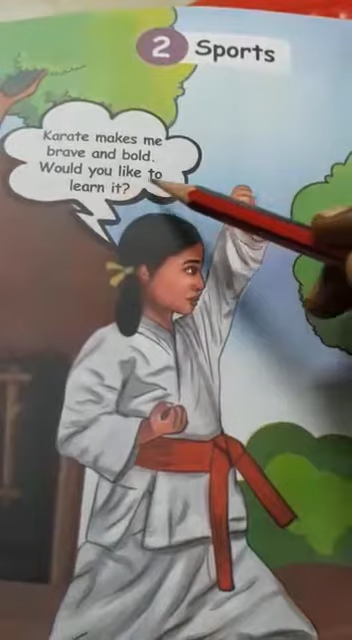 2 Sports
Karate makes me
brave and bold.
Would you like to
learn it?